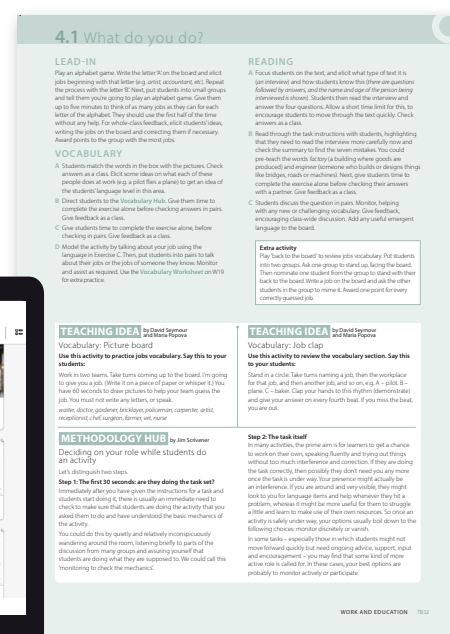 4.1 What do you do?
LEAD-IN
Play an alphabet game. Write the letter 'A' on the board and elicit
jobs beginning with that letter (e.g. artist, accountant, etc). Repeat
the process with the letter 'B'. Next, put students into small groups
and tell them you're going to play an alphabet game. Give them
up to five minutes to think of as many jobs as they can for each
letter of the alphabet. They should use the first half of the time
without any help. For whole-class feedback, elicit students' ideas,
writing the jobs on the board and correcting them if necessary.
Award points to the group with the most jobs.
VOCABULARY
A Students match the words in the box with the pictures. Check
answers as a class. Elicit some ideas on what each of these
people does at work (e.g. a pilot flies a plane) to get an idea of
the students' language level in this area.
B Direct students to the Vocabulary Hub. Give them time to
complete the exercise alone before checking answers in pairs.
Give feedback as a class.
C Give students time to complete the exercise alone, before
checking in pairs. Give feedback as a class.
D Model the activity by talking about your job using the
language in Exercise C. Then, put students into pairs to talk
about their jobs or the jobs of someone they know. Monitor
and assist as required. Use the Vocabulary Worksheet on W19
for extra practice.
READING
A Focus students on the text, and elicit what type of text it is
(an interview) and how students know this (there are questions
followed by answers, and the name and age of the person being
interviewed is shown). Students then read the interview and
answer the four questions. Allow a short time limit for this, to
encourage students to move through the text quickly. Check
answers as a class.
B Read through the task instructions with students, highlighting
that they need to read the interview more carefully now and
check the summary to find the seven mistakes. You could
pre-teach the words factory (a building where goods are
produced) and engineer (someone who builds or designs things
like bridges, roads or machines). Next, give students time to
complete the exercise alone before checking their answers
with a partner. Give feedback as a class.
C Students discuss the question in pairs. Monitor, helping
with any new or challenging vocabulary. Give feedback,
encouraging class-wide discussion. Add any useful emergent
language to the board.
Extra activity
Play 'back to the board' to review jobs vocabulary. Put students
into two groups. Ask one group to stand up, facing the board.
Then nominate one student from the group to stand with their
back to the board. Write a job on the board and ask the other
students in the group to mime it. Award one point for every
correctly guessed job.
TEACHING IDEA by David Seymour
and Maria Popova
Vocabulary: Picture board
Use this activity to practice jobs vocabulary. Say this to your
students:
Work in two teams. Take turns coming up to the board. I'm going
to give you a job. (Write it on a piece of paper or whisper it.) You
have 60 seconds to draw pictures to help your team guess the
job. You must not write any letters, or speak.
waiter, doctor, gardener, bricklayer, policeman, carpenter, artist,
receptionist, chef, surgeon, farmer, vet, nurse
TEACHING IDEA by David Seymour
and Maria Popova
Vocabulary: Job clap
Use this activity to review the vocabulary section. Say this
to your students:
Stand in a circle. Take turns naming a job, then the workplace
for that job, and then another job, and so on, e.g. A – pilot. B –
plane. C – baker. Clap your hands to this rhythm (demonstrate)
and give your answer on every fourth beat. If you miss the beat,
you are out.
METHODOLOGY HUB by Jim Scrivener
Deciding on your role while students do
an activity
Let's distinguish two steps.
Step 1: The first 30 seconds: are they doing the task set?
Immediately after you have given the instructions for a task and
students start doing it, there is usually an immediate need to
check to make sure that students are doing the activity that you
asked them to do and have understood the basic mechanics of
the activity.
You could do this by quietly and relatively inconspicuously
wandering around the room, listening briefly to parts of the
discussion from many groups and assuring yourself that
students are doing what they are supposed to. We could call this
'monitoring to check the mechanics'.
Step 2: The task itself
In many activities, the prime aim is for learners to get a chance
to work on their own, speaking fluently and trying out things
without too much interference and correction. If they are doing
the task correctly, then possibly they don't need you any more
once the task is under way. Your presence might actually be
an interference. If you are around and very visible, they might
look to you for language items and help whenever they hit a
problem, whereas it might be more useful for them to struggle
a little and learn to make use of their own resources. So once an
activity is safely under way, your options usually boil down to the
following choices: monitor discretely or vanish.
In some tasks – especially those in which students might not
move forward quickly but need ongoing advice, support, input
and encouragement – you may find that some kind of more
active role is called for. In these cases, your best options are
probably to monitor actively or participate.
WORK AND EDUCATION TB32